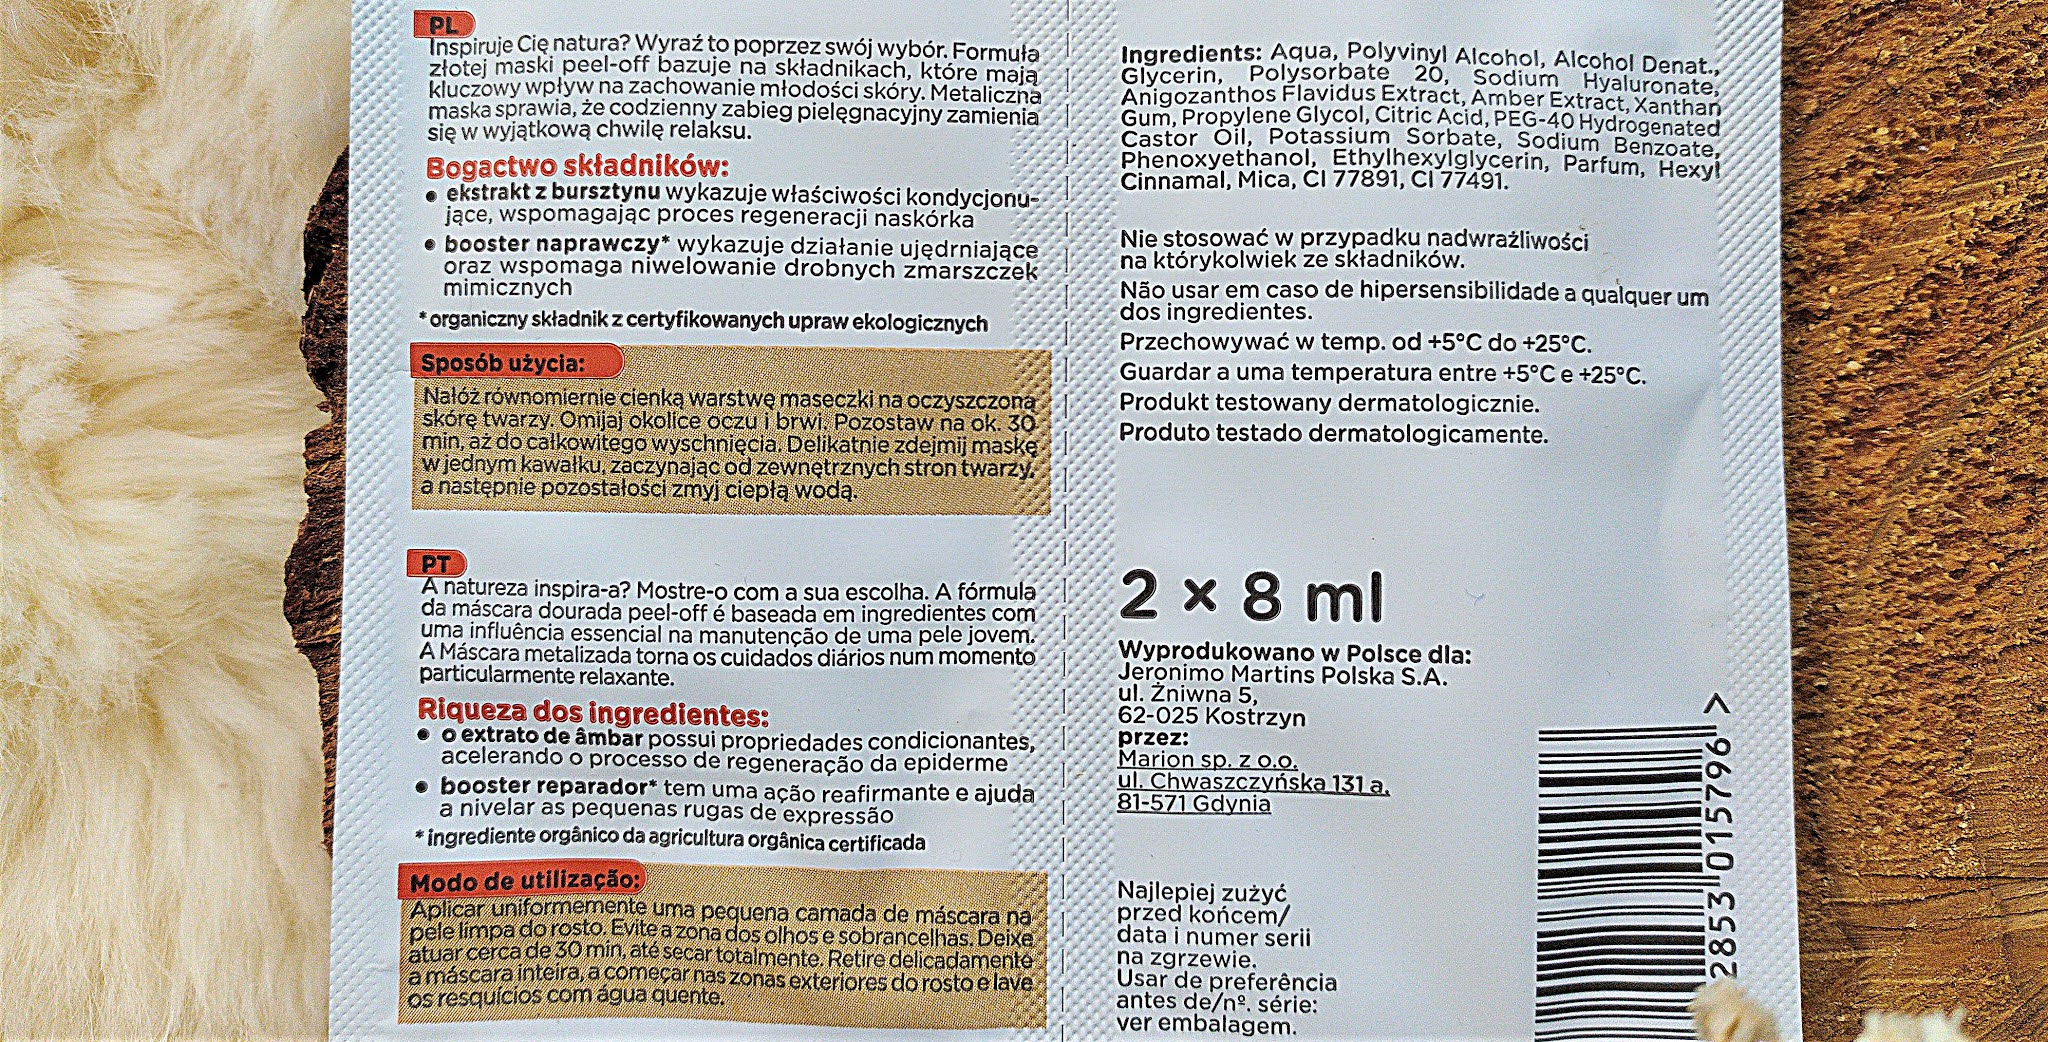 PL
Inspiruje Cię natura? Wyraź to poprzez swój wybór. Formuła
złotej maski peel-off bazuje na składnikach, które mają
kluczowy wpływ na zachowanie młodości skóry. Metaliczna
maska sprawia, że codzienny zabieg pielęgnacyjny zamienia
się w wyjątkową chwilę relaksu.
Bogactwo składników:
• ekstrakt z bursztynu wykazuje właściwości kondycjonu-
jące, wspomagając proces regeneracji naskórka
• booster naprawczy* wykazuje działanie ujędrniające
oraz wspomaga niwelowanie drobnych zmarszczek
mimicznych
* organiczny składnik z certyfikowanych upraw ekologicznych
Sposób użycia:
Nałóż równomiernie cienką warstwę maseczki na oczyszczoną
skórę twarzy. Omijaj okolice oczu i brwi. Pozostaw na ok. 30
min, aż do całkowitego wyschnięcia. Delikatnie zdejmij maskę
w jednym kawałku, zaczynając od zewnętrznych stron twarzy,
a następnie pozostałości zmyj ciepłą wodą.
PT
A natureza inspira-a? Mostre-o com a sua escolha. A fórmula
da máscara dourada peel-off é baseada em ingredientes com
uma influência essencial na manutenção de uma pele jovem.
A Máscara metalizada torna os cuidados diários num momento
particularmente relaxante.
Riqueza dos ingredientes:
• o extrato de âmbar possui propriedades condicionantes,
acelerando o processo de regeneração da epiderme
• booster reparador* tem uma ação reafirmante e ajuda
a nivelar as pequenas rugas de expressão
* ingrediente orgânico da agricultura orgânica certificada
Modo de utilização:
Aplicar uniformemente uma pequena camada de máscara na
pele limpa do rosto. Evite a zona dos olhos e sobrancelhas. Deixe
atuar cerca de 30 min, até secar totalmente. Retire delicadamente
a máscara inteira, a começar nas zonas exteriores do rosto e lave
os resquícios com água quente.
Ingredients: Aqua, Polyvinyl Alcohol, Alcohol Denat.,
Glycerin, Polysorbate 20, Sodium Hyaluronate,
Anigozanthos Flavidus Extract, Amber Extract, Xanthan
Gum, Propylene Glycol, Citric Acid, PEG-40 Hydrogenated
Castor Oil, Potassium Sorbate, Sodium Benzoate,
Phenoxyethanol, Ethylhexylglycerin, Parfum, Hexyl
Cinnamal, Mica, CI 77891, CI 77491.
Nie stosować w przypadku nadwrażliwości
na którykolwiek ze składników.
Não usar em caso de hipersensibilidade a qualquer um
dos ingredientes.
Przechowywać w temp. od +5°C do +25°C.
Guardar a uma temperatura entre +5°C e +25°C.
Produkt testowany dermatologicznie.
Produto testado dermatologicamente.
2 x 8 ml
Wyprodukowano w Polsce dla:
Jeronimo Martins Polska S.A.
ul. Żniwna 5,
62-025 Kostrzyn
przez:
Marion sp. z o.o.
ul. Chwaszczyńska 131 a,
81-571 Gdynia
Najlepiej zużyć
przed końcem/
data i numer serii
na zgrzewie.
Usar de preferência
antes de/nº. série:
ver embalagem.
2853 015796 >